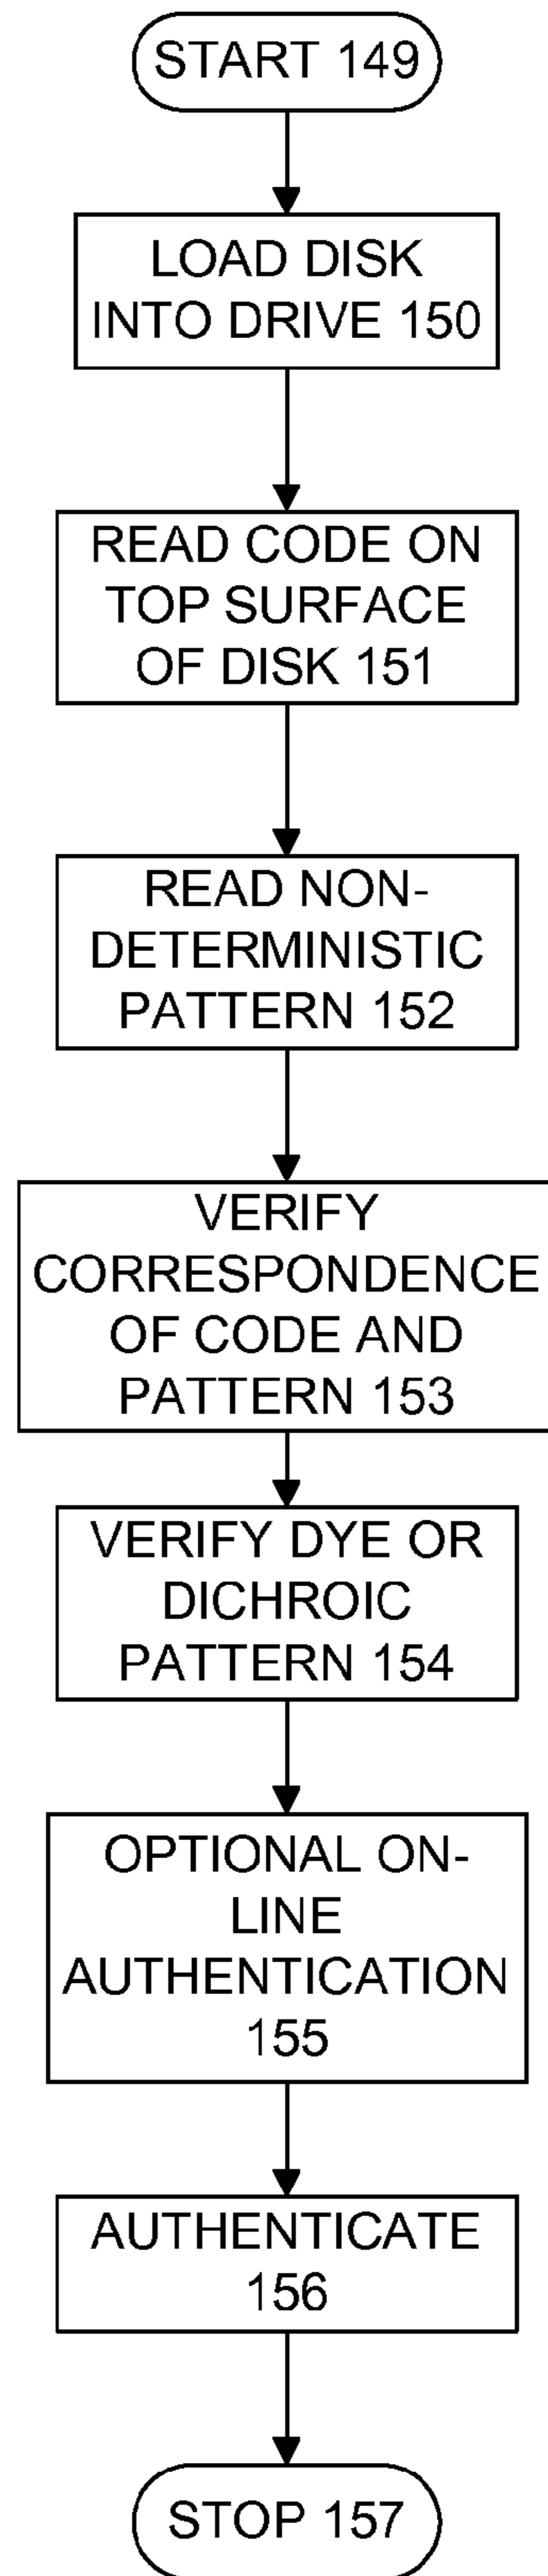 START 149
LOAD DISK
INTO DRIVE 150
READ CODE ON
TOP SURFACE
OF DISK 151
READ NON-
DETERMINISTIC
PATTERN 152
VERIFY
CORRESPONDENCE
OF CODE AND
PATTERN 153
VERIFY DYE OR
DICHROIC
PATTERN 154
OPTIONAL ON-
LINE
AUTHENTICATION
155
AUTHENTICATE
156
STOP 157